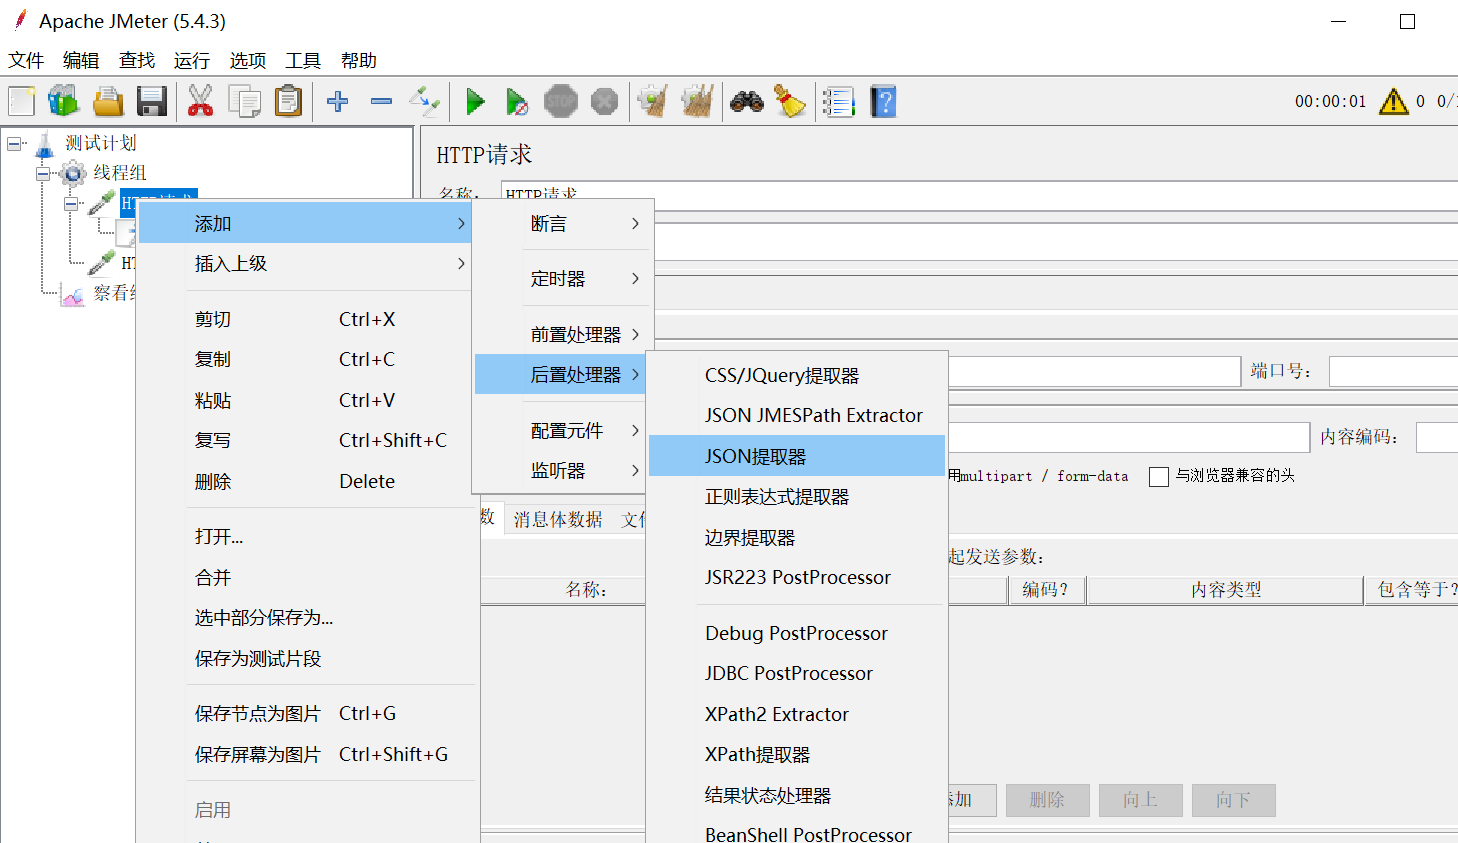 Apache JMeter (5.4.3)
文件 编辑 查找 运行 选项 工具 帮助
STOP
00:00:01 0 0/
测试计划
线程组
察看
HTTP请求
HTTP请求
添加
插入上级
剪切 Ctrl+X
复制 Ctrl+C
粘贴 Ctrl+V
复写 Ctrl+Shift+C
删除 Delete
打开...
合并
选中部分保存为...
保存为测试片段
保存节点为图片 Ctrl+G
保存屏幕为图片 Ctrl+Shift+G
启用
断言
定时器
前置处理器
后置处理器
配置元件
监听器
CSS/JQuery提取器
JSON JMESPath Extractor
JSON提取器
正则表达式提取器
边界提取器
JSR223 PostProcessor
Debug PostProcessor
JDBC PostProcessor
XPath2 Extractor
XPath提取器
结果状态处理器
BeanShell PostProcessor
端口号:
内容编码:
用multipart / form-data 与浏览器兼容的头
数 消息体数据 文件
起发送参数:
名称: 编码? 内容类型 包含等于?
添加 删除 向上 向下